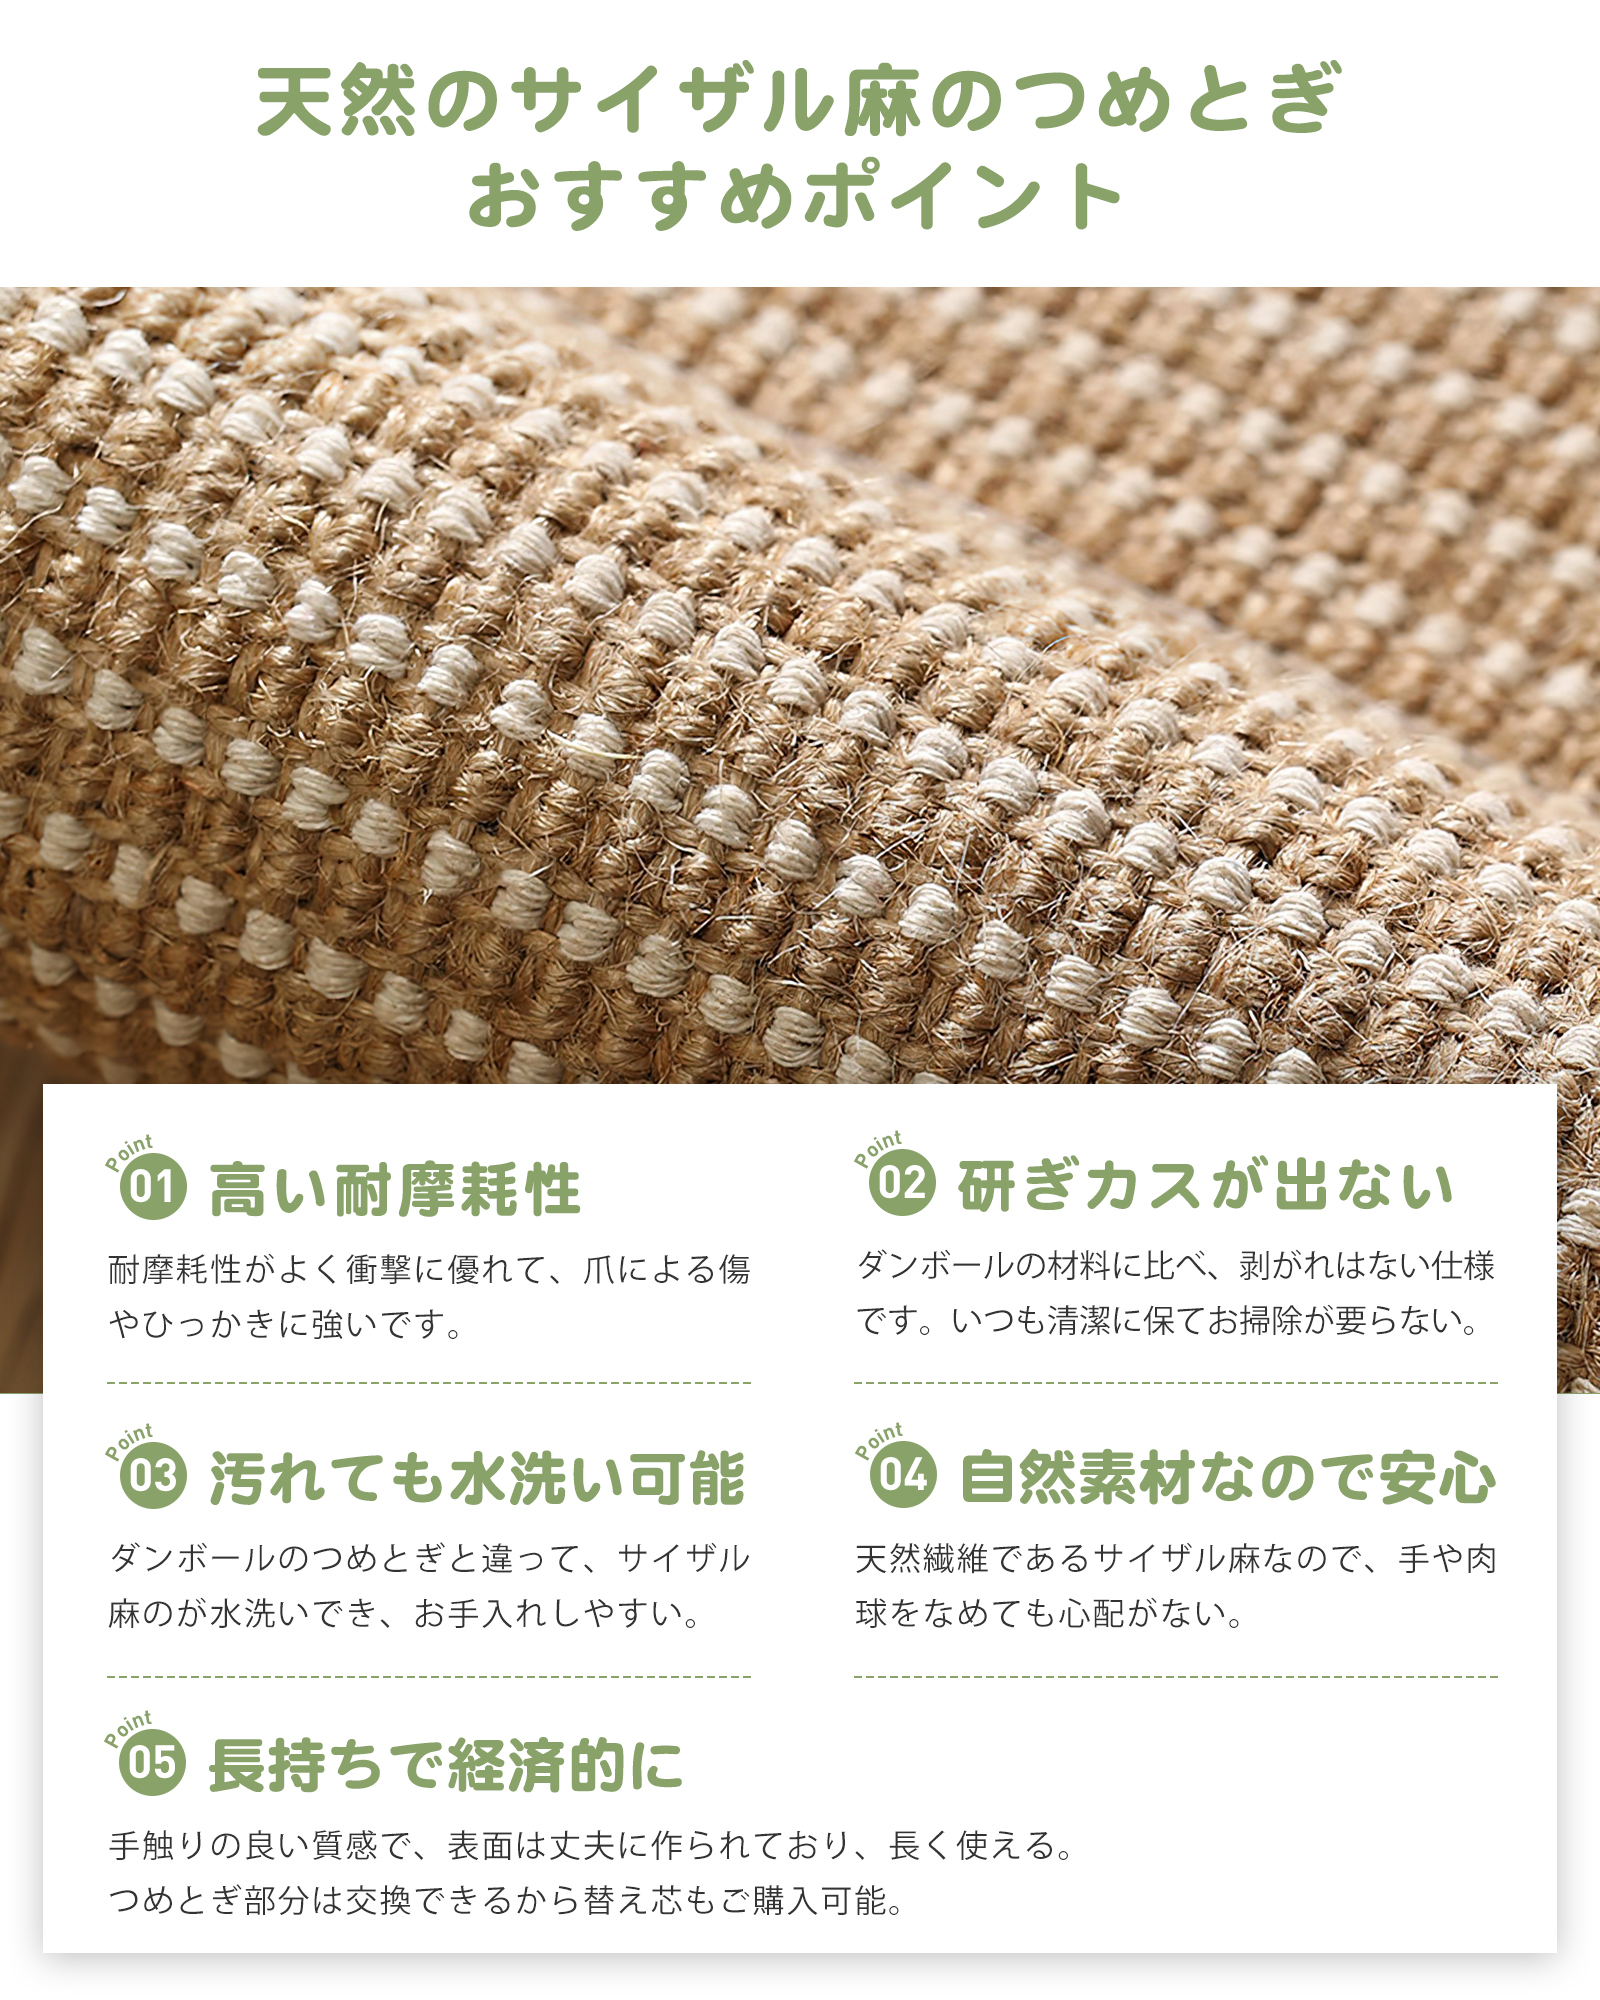 天然のサイザル麻のつめとぎ
おすすめポイント
Point
01 高い耐摩耗性
耐摩耗性がよく衝撃に優れて、爪による傷
やひっかきに強いです。
Point
02 研ぎカスが出ない
ダンボールの材料に比べ、剥がれはない仕様
です。いつも清潔に保てお掃除が要らない。
Point
03 汚れても水洗い可能
ダンボールのつめとぎと違って、サイザル
麻のが水洗いでき、お手入れしやすい。
Point
04 自然素材なので安心
天然繊維であるサイザル麻なので、手や肉
球をなめても心配がない。
Point
05 長持ちで経済的に
手触りの良い質感で、表面は丈夫に作られており、長く使える。
つめとぎ部分は交換できるから替え芯もご購入可能。